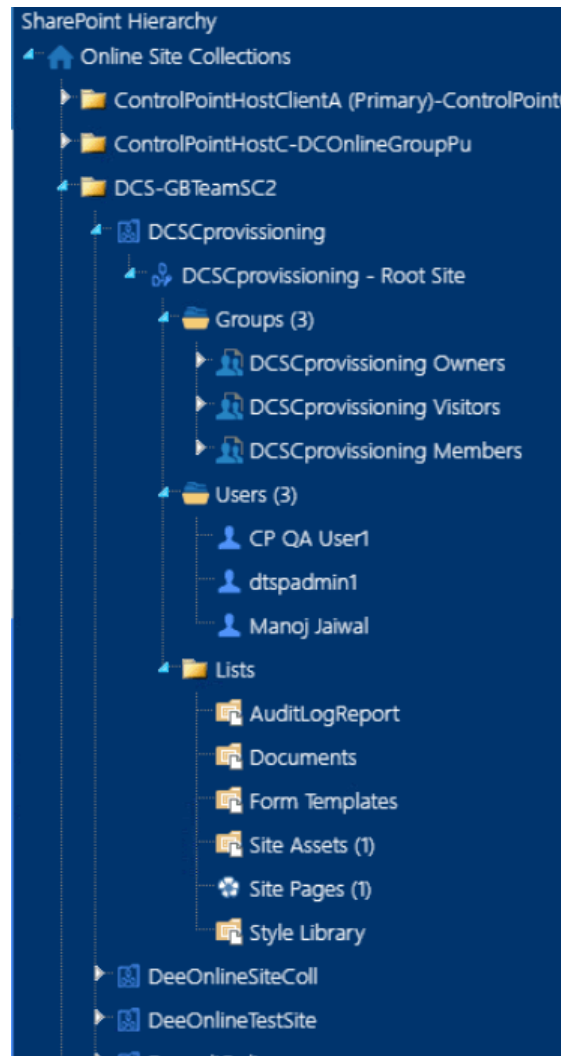 SharePoint Hierarchy
Online Site Collections
ControlPointHostClientA (Primary)-ControlPoint
ControlPointHostC-DCOnlineGroupPu
DCS-GBTeamSC2
DCSCprovissioning
DCSCprovissioning - Root Site
Groups (3)
DCSCprovissioning Owners
DCSCprovissioning Visitors
DCSCprovissioning Members
Users (3)
CP QA User1
dtspadmin1
Manoj Jaiwal
Lists
AuditLogReport
Documents
Form Templates
Site Assets (1)
Site Pages (1)
Style Library
DeeOnlineSiteColl
DeeOnlineTestSite